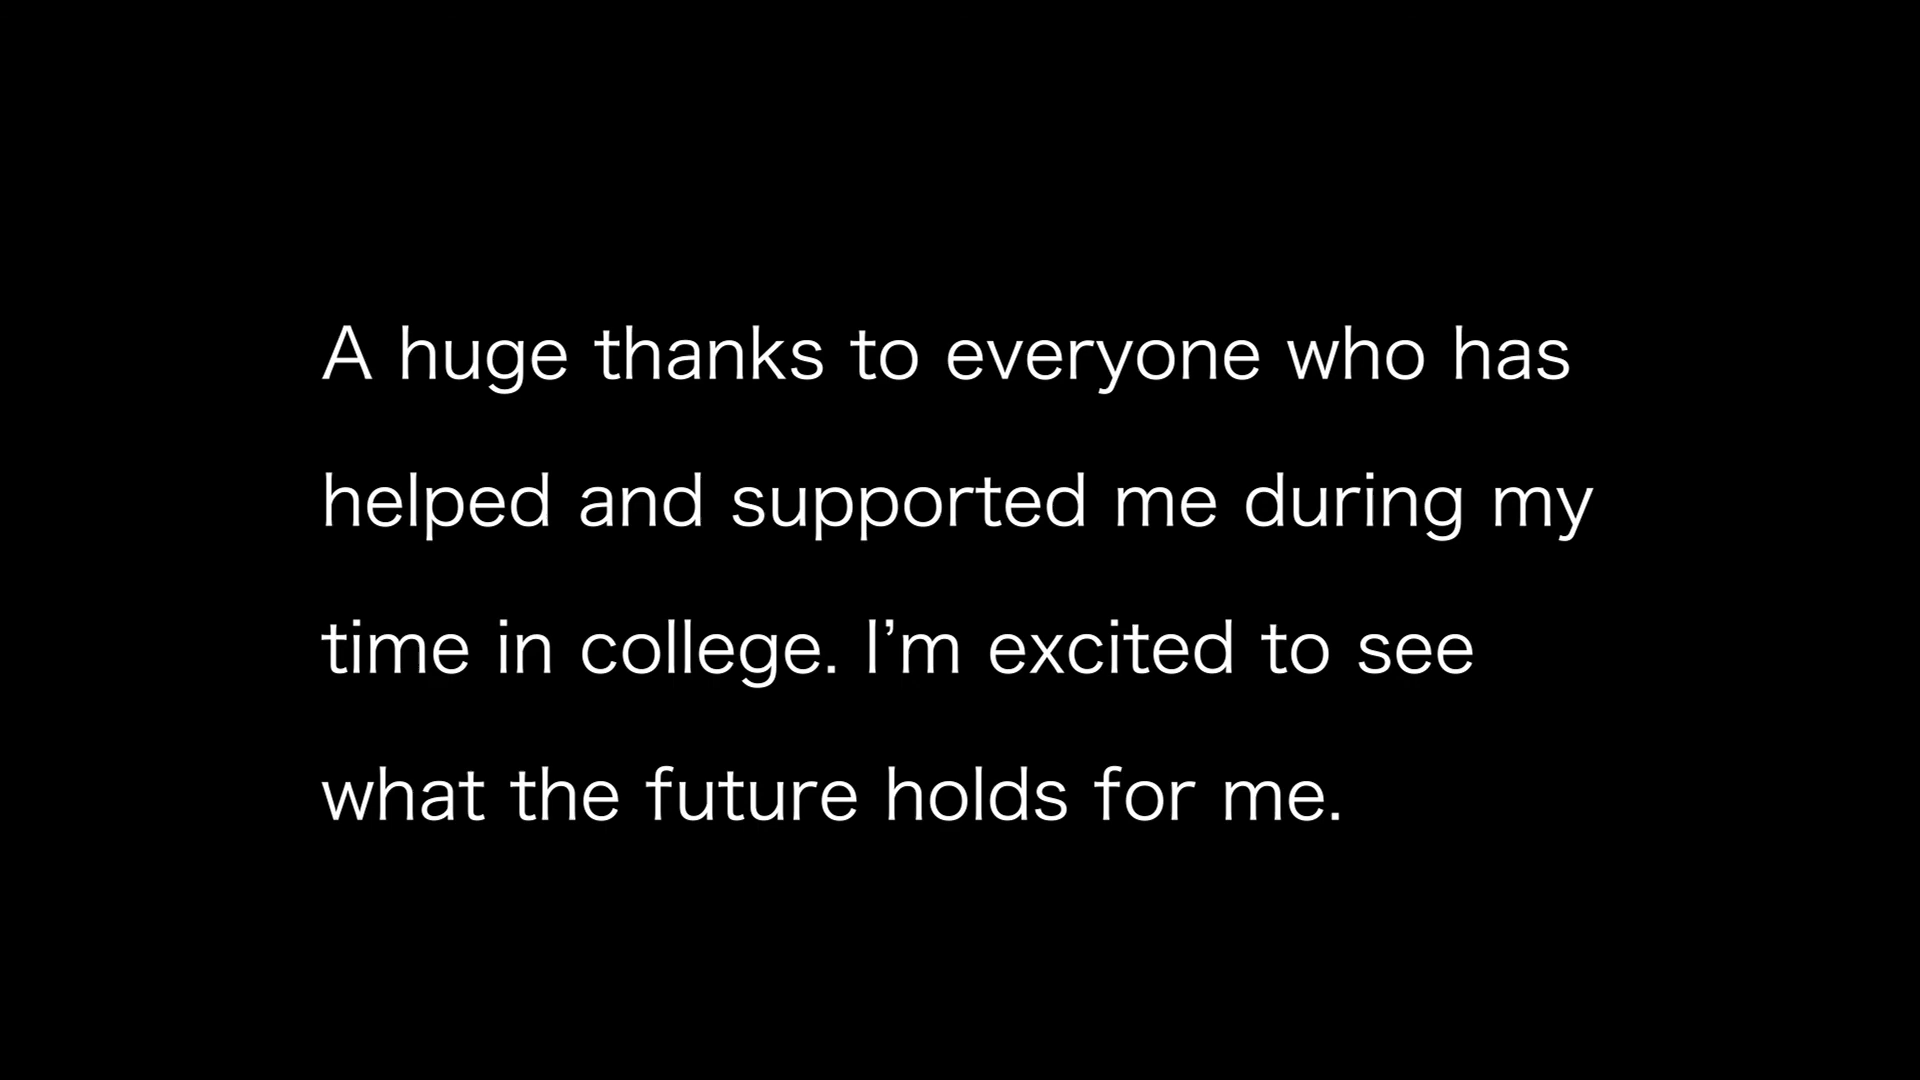 A huge thanks to everyone who has
helped and supported me during my
time in college. I’m excited to see
what the future holds for me.